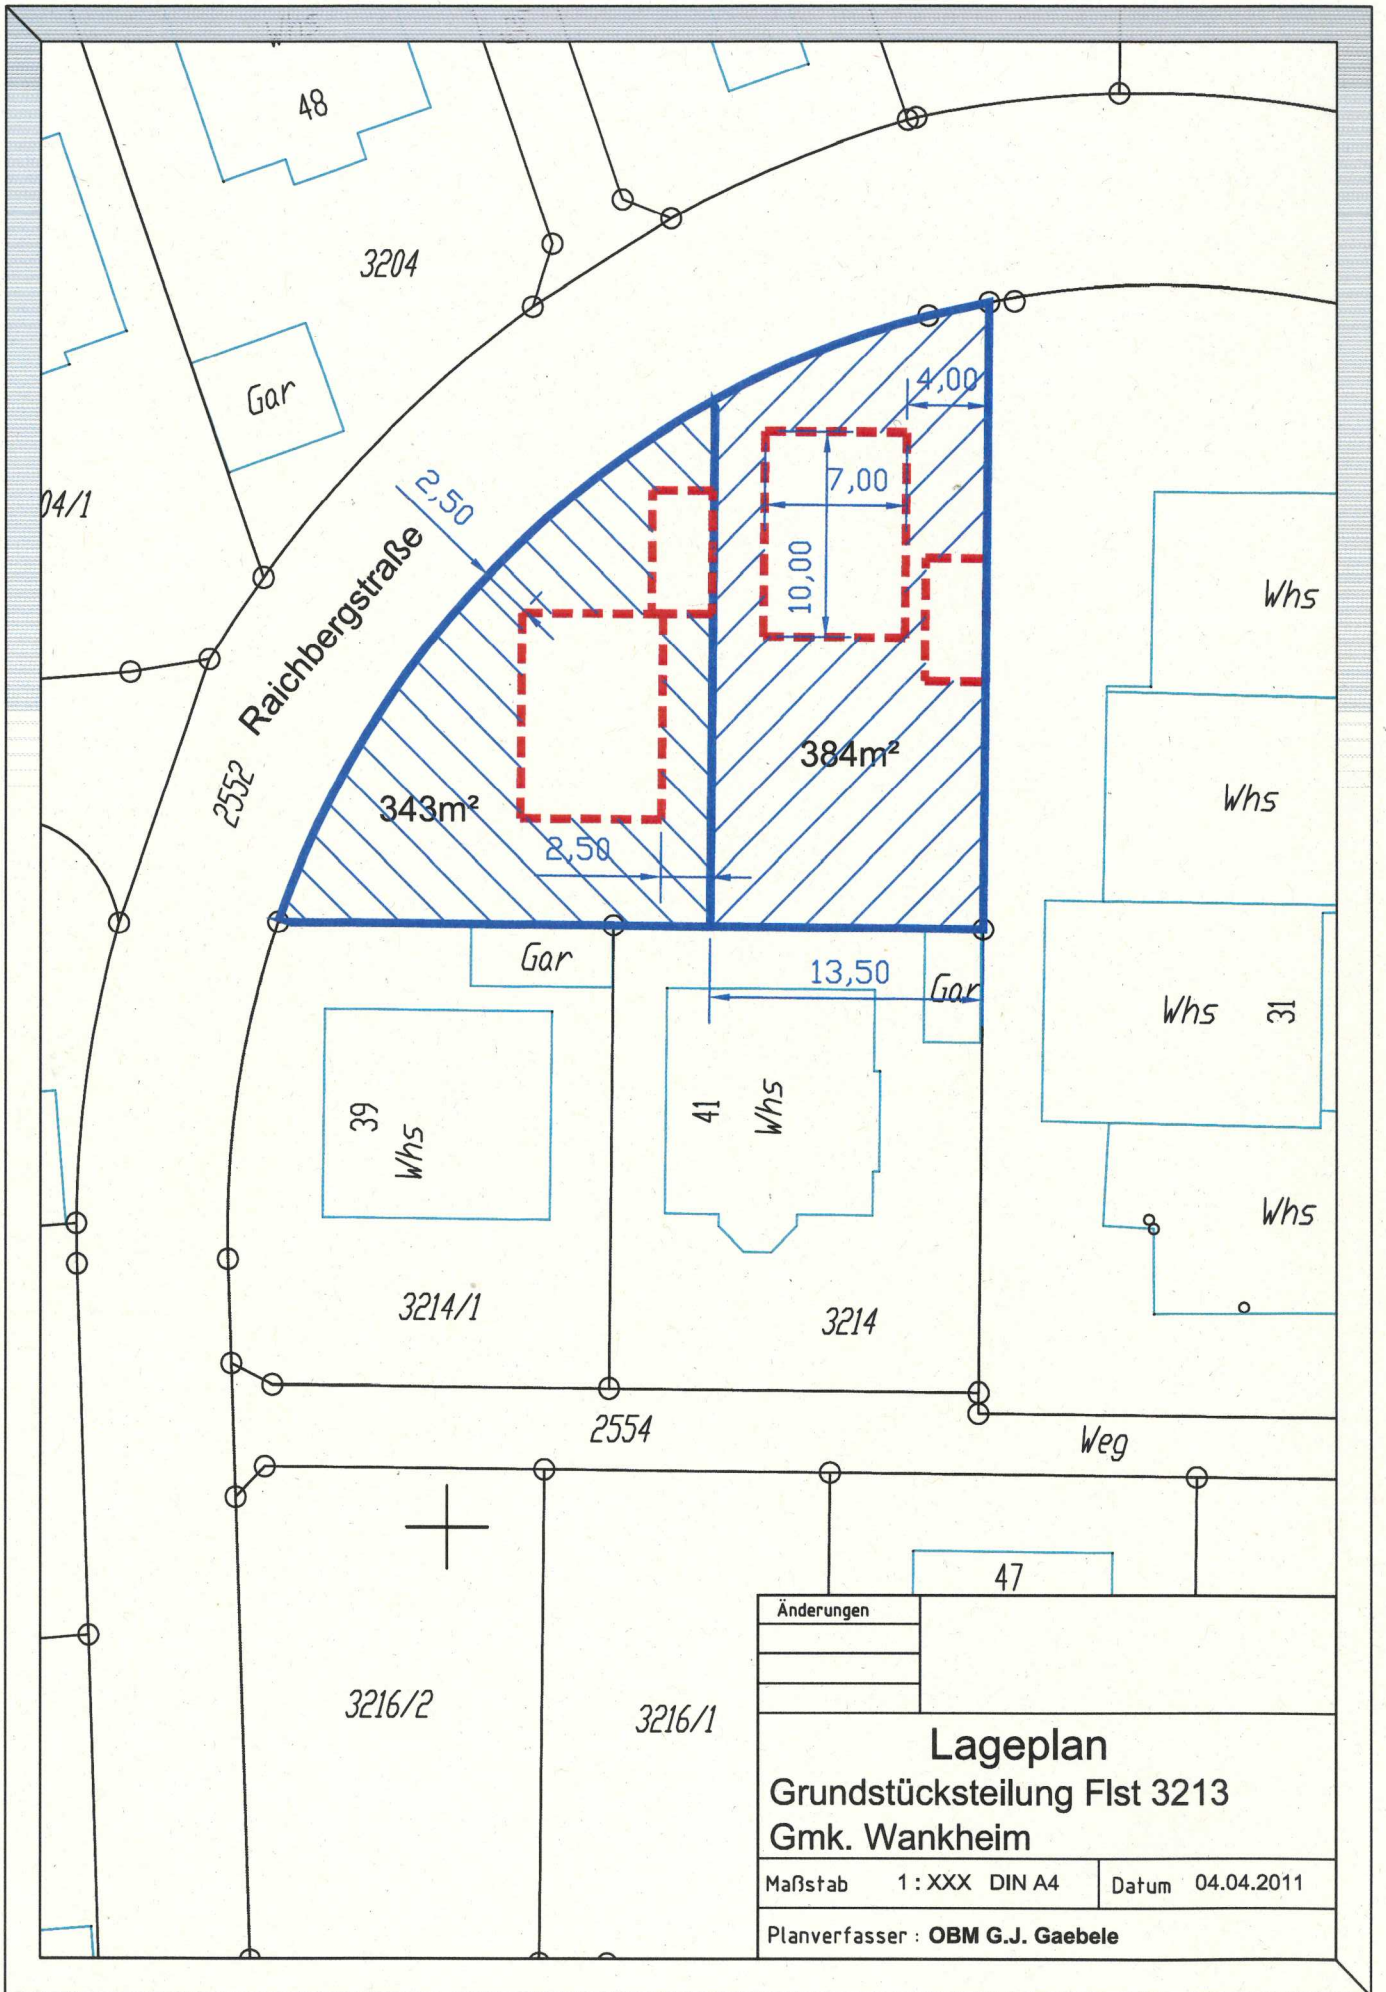 48
3204
Gar
04/1
4,00
2,50
7,00
10,00
Raichbergstraße
2552
Whs
384m²
343m²
2,50
Whs
Gar
13,50
Gar
Whs
31
39
Whs
41
Whs
Whs
3214/1
3214
2554
Weg
47
3216/2
3216/1
Änderungen
Lageplan
Grundstücksteilung Flst 3213
Gmk. Wankheim
Maßstab 1 : XXX DIN A4 Datum 04.04.2011
Planverfasser : OBM G.J. Gaebele